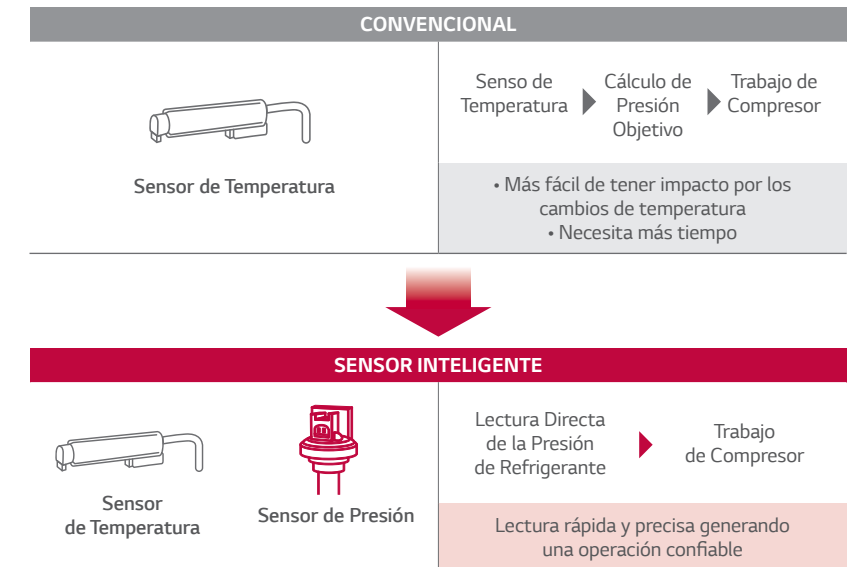 CONVENCIONAL
Sensor de Temperatura
Senso de
Temperatura
Cálculo de
Presión
Objetivo
Trabajo de
Compresor
• Más fácil de tener impacto por los
cambios de temperatura
• Necesita más tiempo
SENSOR INTELIGENTE
Sensor
de Temperatura
Sensor de Presión
Lectura Directa
de la Presión
de Refrigerante
Trabajo
de Compresor
Lectura rápida y precisa generando
una operación confiable